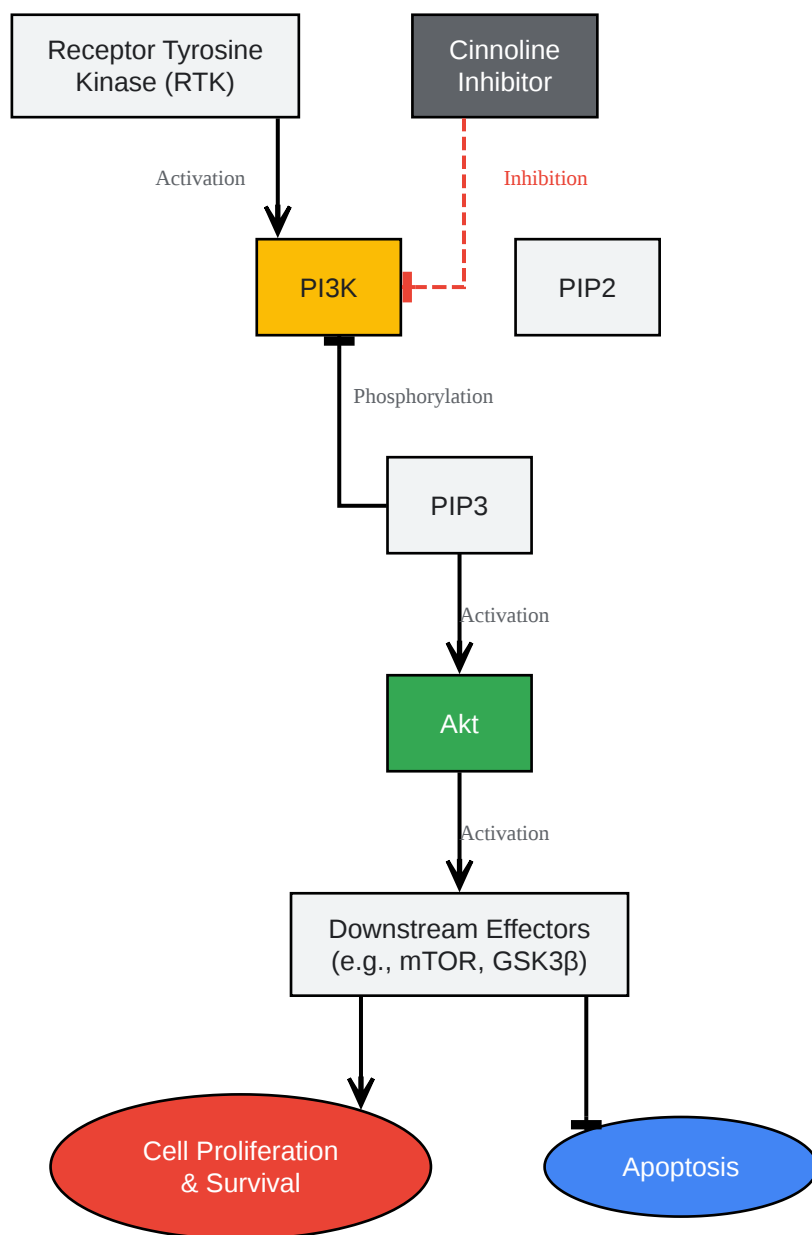 Receptor Tyrosine
Kinase (RTK)
Cinnoline
Inhibitor
Activation
Inhibition
PI3K
PIP2
Phosphorylation
PIP3
Activation
Akt
Activation
Downstream Effectors
(e.g., mTOR, GSK3β)
Cell Proliferation
& Survival
Apoptosis